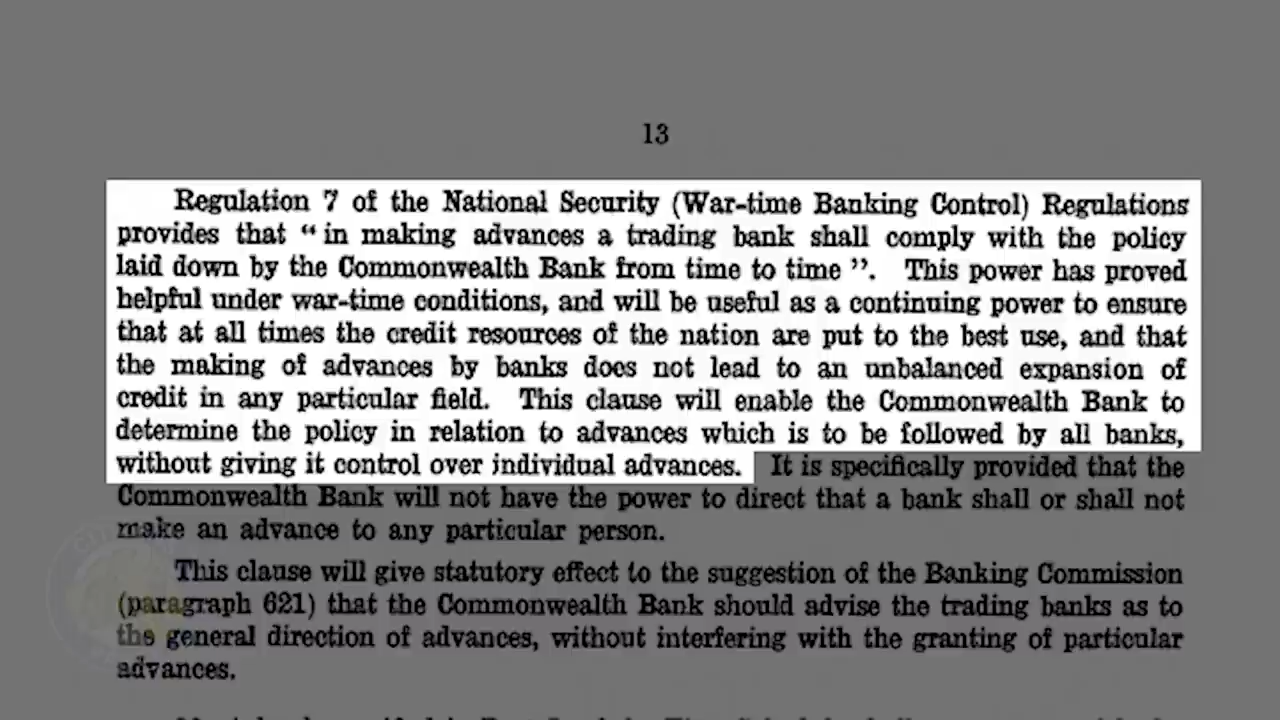 13
Regulation 7 of the National Security (War-time Banking Control) Regulations
provides that “ in making advances a trading bank shall comply with the policy
laid down by the Commonwealth Bank from time to time ”. This power has proved
helpful under war-time conditions, and will be useful as a continuing power to ensure
that at all times the credit resources of the nation are put to the best use, and that
the making of advances by banks does not lead to an unbalanced expansion of
credit in any particular field. This clause will enable the Commonwealth Bank to
determine the policy in relation to advances which is to be followed by all banks,
without giving it control over individual advances. It is specifically provided that the
Commonwealth Bank will not have the power to direct that a bank shall or shall not
make an advance to any particular person.
This clause will give statutory effect to the suggestion of the Banking Commission
(paragraph 621) that the Commonwealth Bank should advise the trading banks as to
the general direction of advances, without interfering with the granting of particular
advances.